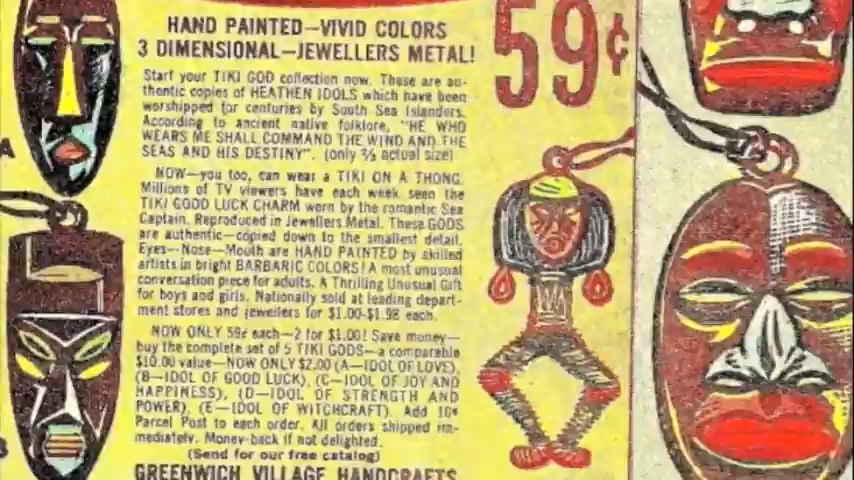 HAND PAINTED—VIVID COLORS
3 DIMENSIONAL—JEWELLERS METAL!
59¢
Start your TIKI GOD collection now. These are au-
thentic copies of HEATHEN IDOLS which have been
worshipped for centuries by South Sea Islanders.
According to ancient native folklore, "HE WHO
WEARS ME SHALL COMMAND THE WIND AND THE
SEAS AND HIS DESTINY". (only ⅔ actual size)
NOW—you too, can wear a TIKI ON A THONG.
Millions of TV viewers have each week seen the
TIKI GOOD LUCK CHARM worn by the romantic Sea
Captain. Reproduced in Jewellers Metal. These GODS
are authentic—copied down to the smallest detail.
Eyes—Nose—Mouth are HAND PAINTED by skilled
artists in bright BARBARIC COLORS! A most unusual
conversation piece for adults. A Thrilling Unusual Gift
for boys and girls. Nationally sold at leading depart-
ment stores and jewellers for $1.00-$1.98 each.
NOW ONLY 59¢ each—2 for $1.00! Save money—
buy the complete set of 5 TIKI GODS—a comparable
$10.00 value—NOW ONLY $2.00 (A—IDOL OF LOVE),
(B—IDOL OF GOOD LUCK), (C—IDOL OF JOY AND
HAPPINESS), (D—IDOL OF STRENGTH AND
POWER), (E—IDOL OF WITCHCRAFT). Add 10¢
Parcel Post to each order. All orders shipped im-
mediately. Money-back if not delighted.
(Send for our free catalog)
GREENWICH VILLAGE HANDCRAFTS
A
B